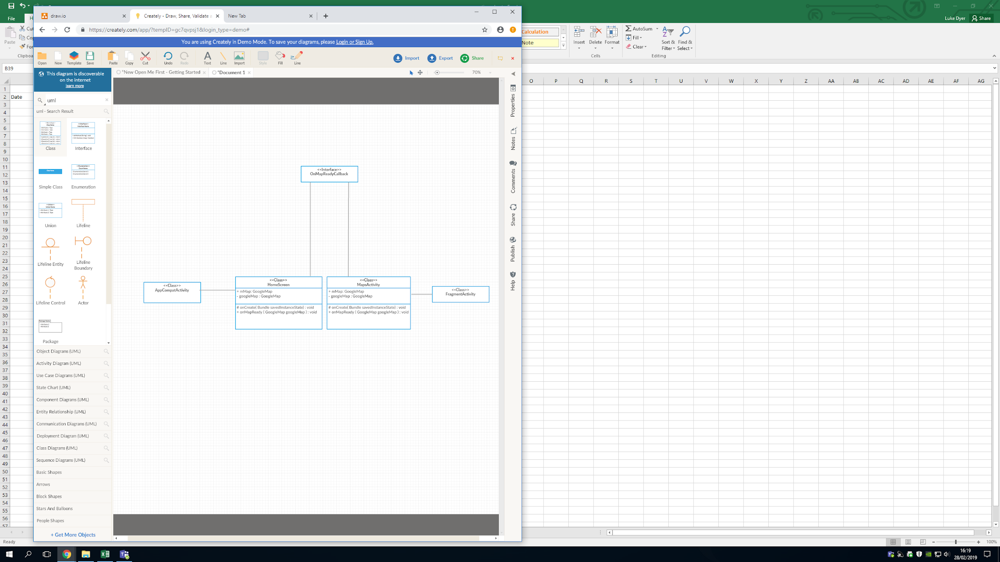 File
H
Luke Dyer
Share
draw.io
Creately - Draw, Share, Validate a
New Tab
https://creately.com/app/?tempID=gc7qvpsj1&login_type=demo#
You are using Creately in Demo Mode. To save your diagrams, please Login or Sign Up.
Paste
Cut
Cop
For
Clipboa
Calculation
Note
Insert
Delete
Format
Cells
AutoSum
Fill
Clear
Sort &
Filter
Find &
Select
Editing
Open
New
Template
Save
Paste
Copy
Cut
Undo
Redo
Text
Line
Import
Style
Fill
Line
Import
Export
Share
B39
This diagram is discoverable
on the internet
learn more
*New Open Me First - Getting Started
*Document 1
70%
uml
uml - Search Result
Class
Interface
Simple Class
Enumeration
Union
Lifeline
Lifeline Entity
Lifeline
Boundary
Lifeline Control
Actor
Package
Object Diagrams (UML)
Activity Diagram (UML)
Use Case Diagrams (UML)
State Chart (UML)
Component Diagrams (UML)
Entity Relationship (UML)
Communication Diagrams (UML)
Deployment Diagram (UML)
Class Diagrams (UML)
Sequence Diagrams (UML)
Basic Shapes
Arrows
Block Shapes
Stars And Balloons
People Shapes
+ Get More Objects
<<Interface>>
OnMapReadyCallback
<<Class>>
AppCompatActivity
<<Class>>
HomeScreen
+ mMap: GoogleMap
- googleMap : GoogleMap
# onCreate( Bundle savedInstanceState) : void
+ onMapReady ( GoogleMap googleMap ) : void
<<Class>>
MapsActivity
+ mMap: GoogleMap
- googleMap : GoogleMap
# onCreate( Bundle savedInstanceState) : void
+ onMapReady ( GoogleMap googleMap ) : void
<<Class>>
FragmentActivity
Properties
Notes
Comments
Share
Publish
Help
O P Q R S T U V W X Y Z AA AB AC AD AE AF AG
1
2 Date
3
4
5
6
7
8
9
10
11
12
13
14
15
16
17
18
19
20
21
22
23
24
25
26
27
28
29
30
31
32
33
34
35
36
37
38
39
40
41
42
43
44
45
46
47
48
49
50
51
52
53
54
55
56
57
Ready
100%
16:19
28/02/2019